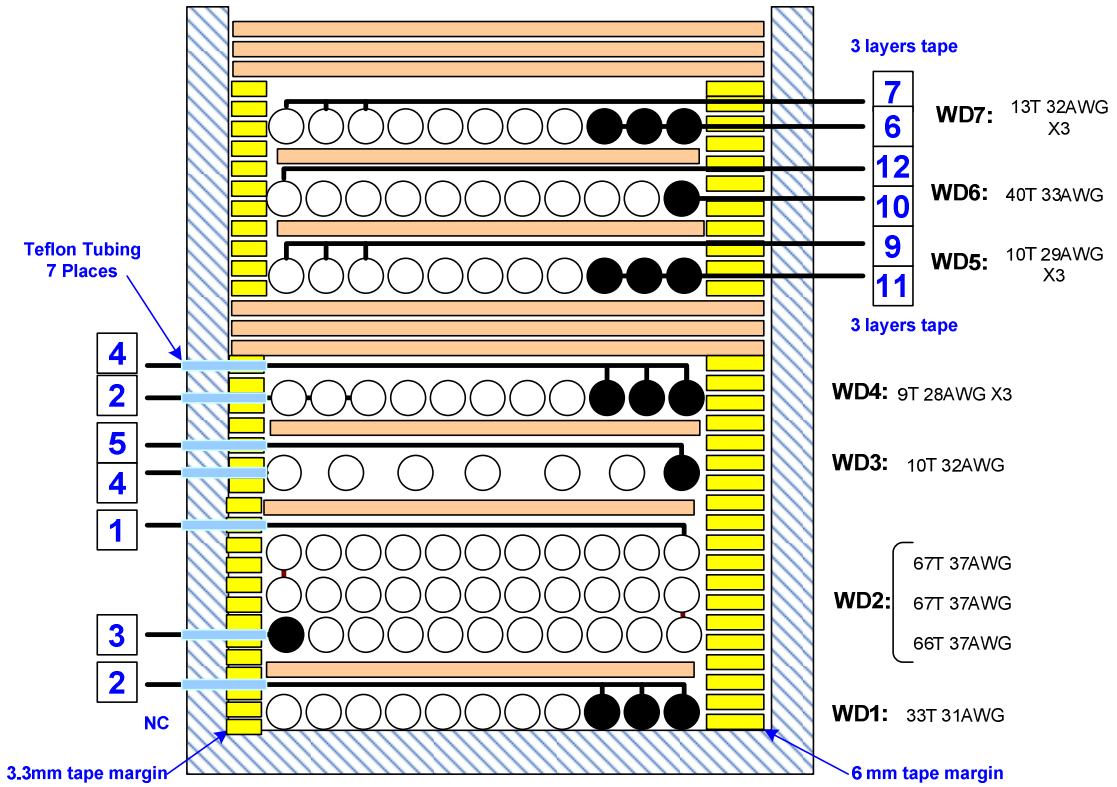 3 layers tape
7
WD7: 13T 32AWG
X3
6
12
WD6: 40T 33AWG
10
9
WD5: 10T 29AWG
X3
11
3 layers tape
Teflon Tubing
7 Places
4
2
WD4: 9T 28AWG X3
5
4
WD3: 10T 32AWG
1
67T 37AWG
WD2: 67T 37AWG
66T 37AWG
3
2
NC
WD1: 33T 31AWG
3.3mm tape margin
6 mm tape margin